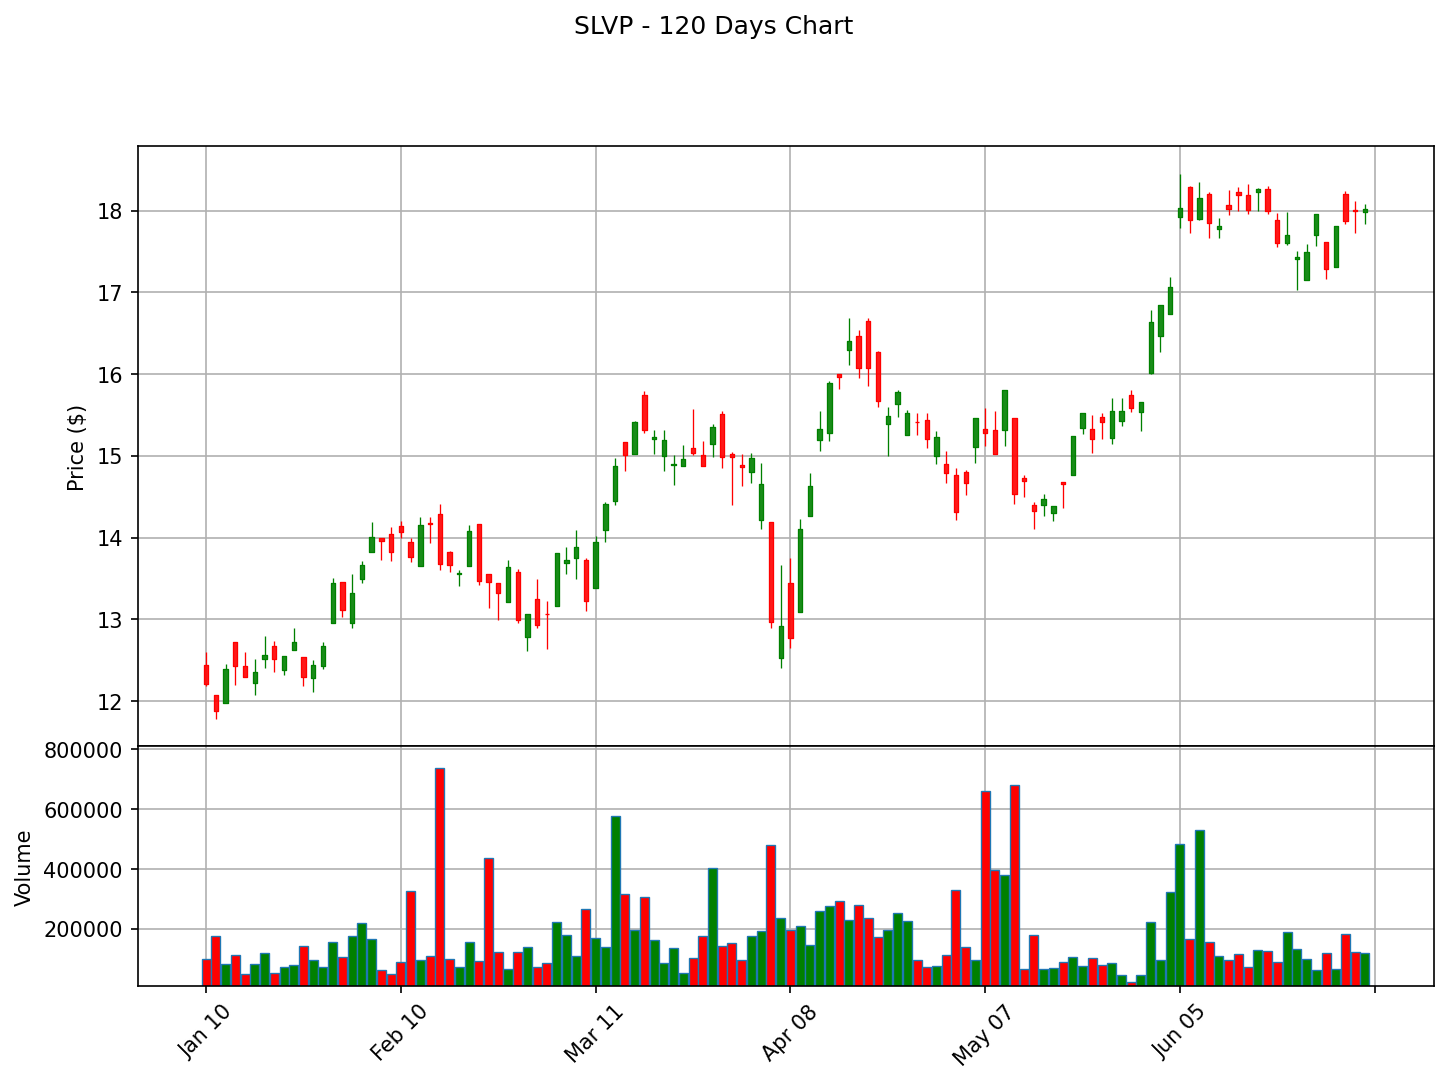 SLVP - 120 Days Chart
Price ($)
18
17
16
15
14
13
12
Volume
800000
600000
400000
200000
Jan 10
Feb 10
Mar 11
Apr 08
May 07
Jun 05